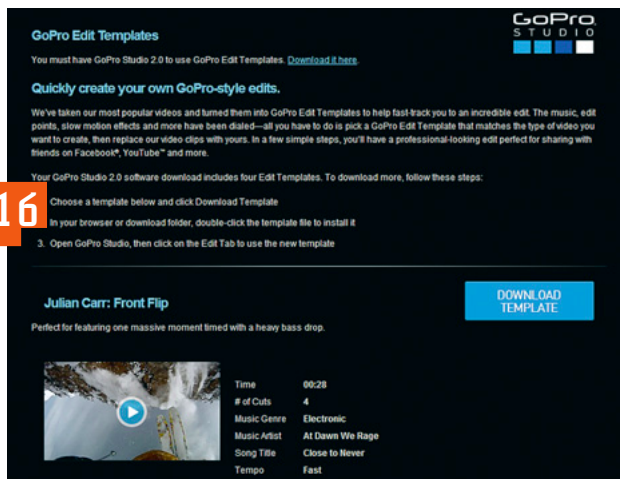 GoPro
STUDIO
GoPro Edit Templates
You must have GoPro Studio 2.0 to use GoPro Edit Templates. Download it here.
Quickly create your own GoPro-style edits.
We've taken our most popular videos and turned them into GoPro Edit Templates to help fast-track you to an incredible edit. The music, edit
points, slow motion effects and more have been dialed—all you have to do is pick a GoPro Edit Template that matches the type of video you
want to create, then replace our video clips with yours. In a few simple steps, you'll have a professional-looking edit perfect for sharing with
friends on Facebook®, YouTube™ and more.
Your GoPro Studio 2.0 software download includes four Edit Templates. To download more, follow these steps:
16
Choose a template below and click Download Template
In your browser or download folder, double-click the template file to install it
3. Open GoPro Studio, then click on the Edit Tab to use the new template
Julian Carr: Front Flip
DOWNLOAD
TEMPLATE
Perfect for featuring one massive moment timed with a heavy bass drop.
Time 00:28
# of Cuts 4
Music Genre Electronic
Music Artist At Dawn We Rage
Song Title Close to Never
Tempo Fast